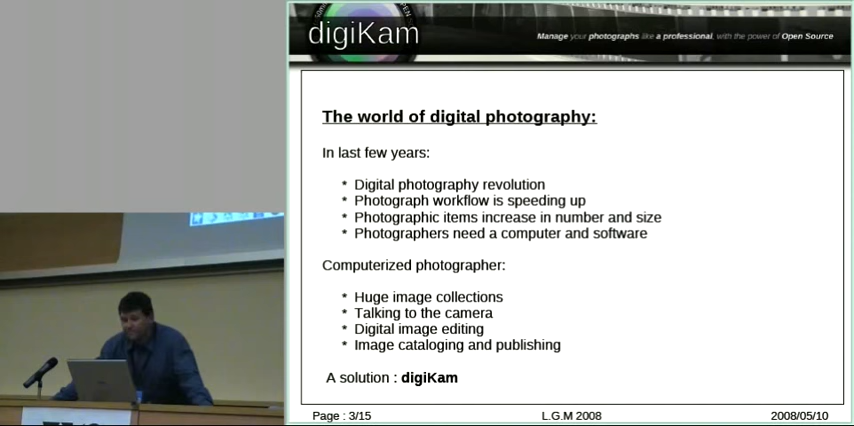 digiKam
Manage your photographs like a professional, with the power of Open Source
The world of digital photography:
In last few years:
* Digital photography revolution
* Photograph workflow is speeding up
* Photographic items increase in number and size
* Photographers need a computer and software
Computerized photographer:
* Huge image collections
* Talking to the camera
* Digital image editing
* Image cataloging and publishing
A solution : digiKam
Page : 3/15
L.G.M 2008
2008/05/10